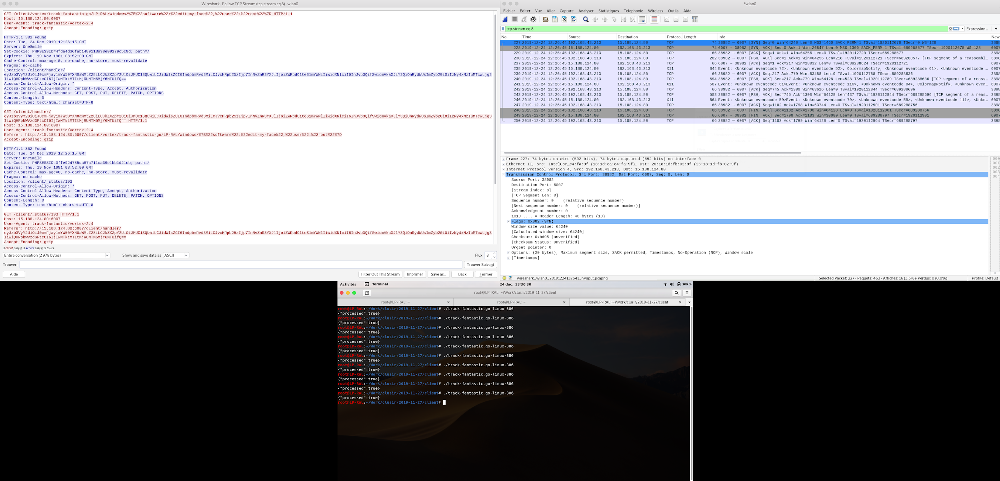 Wireshark · Follow TCP Stream (tcp.stream eq 8) · wlan0
GET /client/vortex/track-fantastic-go/LP-RAL/windows/%7B%22software%22:%22edit-my-face%22,%22user%22:%22root%22%7D HTTP/1.1
Host: 15.188.124.80:6007
User-Agent: track-fantastic/vortex-2.4
Accept-Encoding: gzip
HTTP/1.1 302 Found
Date: Tue, 24 Dec 2019 12:26:15 GMT
Server: OneSmile
Set-Cookie: PHPSESSID=4fda4d36fab1489118a98e09279c5c0d; path=/
Expires: Thu, 19 Nov 1981 08:52:00 GMT
Cache-Control: max-age=0, no-cache, no-store, must-revalidate
Pragma: no-cache
Location: /client/handler/
Access-Control-Allow-Origin: *
Access-Control-Allow-Headers: Content-Type, Accept, Authorization
Access-Control-Allow-Methods: GET, POST, PUT, DELETE, PATCH, OPTIONS
Content-Length: 0
Content-Type: text/html; charset=UTF-8
GET /client/handler/
HTTP/1.1
Host: 15.188.124.80:6007
User-Agent: track-fantastic/vortex-2.4
Referer: http://15.188.124.80:6007/client/vortex/track-fantastic-go/LP-RAL/windows/%7B%22software%22:%22edit-my-face%22,%22user%22:%22root%22%7D
Accept-Encoding: gzip
HTTP/1.1 302 Found
Date: Tue, 24 Dec 2019 12:26:15 GMT
Server: OneSmile
Set-Cookie: PHPSESSID=3ffe924785da87a711ca39e1bb1d21cb; path=/
Expires: Thu, 19 Nov 1981 08:52:00 GMT
Cache-Control: max-age=0, no-cache, no-store, must-revalidate
Pragma: no-cache
Location: /client/_status/193
Access-Control-Allow-Origin: *
Access-Control-Allow-Headers: Content-Type, Accept, Authorization
Access-Control-Allow-Methods: GET, POST, PUT, DELETE, PATCH, OPTIONS
Content-Length: 0
Content-Type: text/html; charset=UTF-8
GET /client/_status/193 HTTP/1.1
Host: 15.188.124.80:6007
User-Agent: track-fantastic/vortex-2.4
Referer: http://15.188.124.80:6007/client/handler/
Accept-Encoding: gzip
3 client pkt(s), 3 server pkt(s), 5 tours.
Entire conversation (2 978 bytes) Show and save data as ASCII Flux 8
Trouver: Trouver Suivant
Aide Filter Out This Stream Imprimer Save as... Back Fermer
*wlan0
Fichier Editer Vue Aller Capture Analyser Statistiques Telephonie Wireless Outils Aide
tcp.stream eq 8 Expression... +
No. Time Source Destination Protocol Length Info New
227 2019-12-24 12:26:44 192.168.43.213 15.188.124.80 TCP 74 38982 → 6007 [SYN] Seq=0 Win=64240 Len=0 MSS=1460 SACK_PERM=1 TSval=1920112678 TSecr=0 WS=128 3898
228 2019-12-24 12:26:45 15.188.124.80 192.168.43.213 TCP 74 6007 → 38982 [SYN, ACK] Seq=0 Ack=1 Win=26847 Len=0 MSS=1300 SACK_PERM=1 TSval=689288577 TSecr=1920112678 WS=128 6007
229 2019-12-24 12:26:45 192.168.43.213 15.188.124.80 TCP 66 38982 → 6007 [ACK] Seq=1 Ack=1 Win=64256 Len=0 TSval=1920112720 TSecr=689288577 3898
230 2019-12-24 12:26:45 192.168.43.213 15.188.124.80 TCP 282 38982 → 6007 [PSH, ACK] Seq=1 Ack=1 Win=64256 Len=216 TSval=1920112721 TSecr=689288577 [TCP segment of a reassembl… 3898
237 2019-12-24 12:26:45 15.188.124.80 192.168.43.213 TCP 66 6007 → 38982 [ACK] Seq=1 Ack=217 Win=28032 Len=0 TSval=689288624 TSecr=1920112721 6007
238 2019-12-24 12:26:45 15.188.124.80 192.168.43.213 X11 844 Event: <Unknown eventcode 72>, <Unknown eventcode 52>, ColormapNotify, <Unknown eventcode 61>, <Unknown eventcode … 6007
239 2019-12-24 12:26:45 192.168.43.213 15.188.124.80 TCP 66 38982 → 6007 [ACK] Seq=217 Ack=779 Win=63488 Len=0 TSval=1920112788 TSecr=689288636 3898
240 2019-12-24 12:26:45 192.168.43.213 15.188.124.80 TCP 594 38982 → 6007 [PSH, ACK] Seq=217 Ack=779 Win=64128 Len=528 TSval=1920112789 TSecr=689288636 [TCP segment of a reass… 3898
241 2019-12-24 12:26:45 15.188.124.80 192.168.43.213 X11 587 Event: <Unknown eventcode 61>Event: <Unknown eventcode 116>, <Unknown eventcode 84>, ColormapNotify, <Unknown even… 6007
242 2019-12-24 12:26:45 192.168.43.213 15.188.124.80 TCP 66 38982 → 6007 [ACK] Seq=745 Ack=1300 Win=63616 Len=0 TSval=1920112844 TSecr=689288696 3898
243 2019-12-24 12:26:45 192.168.43.213 15.188.124.80 TCP 503 38982 → 6007 [PSH, ACK] Seq=745 Ack=1300 Win=64128 Len=437 TSval=1920112844 TSecr=689288696 [TCP segment of a reas… 3898
246 2019-12-24 12:26:45 15.188.124.80 192.168.43.213 X11 564 Event: <Unknown eventcode 79>, <Unknown eventcode 58>, <Unknown eventcode 111>, <Unkn… 6007
247 2019-12-24 12:26:45 192.168.43.213 15.188.124.80 TCP 66 38982 → 6007 [ACK] Seq=1182 Ack=1798 Win=63744 Len=0 TSval=1920112901 TSecr=689288756 3898
248 2019-12-24 12:26:45 192.168.43.213 15.188.124.80 TCP 66 38982 → 6007 [FIN, ACK] Seq=1182 Ack=1798 Win=64128 Len=0 TSval=1920112901 TSecr=689288756 3898
249 2019-12-24 12:26:45 15.188.124.80 192.168.43.213 TCP 66 6007 → 38982 [FIN, ACK] Seq=1798 Ack=1183 Win=30080 Len=0 TSval=689288797 TSecr=1920112901 6007
250 2019-12-24 12:26:45 192.168.43.213 15.188.124.80 TCP 66 38982 → 6007 [ACK] Seq=1183 Ack=1799 Win=64128 Len=0 TSval=1920112964 TSecr=689288797 3898
Frame 227: 74 bytes on wire (592 bits), 74 bytes captured (592 bits) on interface 0
Ethernet II, Src: IntelCor_c4:fa:9f (18:1d:ea:c4:fa:9f), Dst: 26:18:1d:fb:02:9f (26:18:1d:fb:02:9f)
Internet Protocol Version 4, Src: 192.168.43.213, Dst: 15.188.124.80
Transmission Control Protocol, Src Port: 38982, Dst Port: 6007, Seq: 0, Len: 0
Source Port: 38982
Destination Port: 6007
[Stream index: 8]
[TCP Segment Len: 0]
Sequence number: 0 (relative sequence number)
[Next sequence number: 0 (relative sequence number)]
Acknowledgment number: 0
1010 .... = Header Length: 40 bytes (10)
Flags: 0x002 (SYN)
Window size value: 64240
[Calculated window size: 64240]
Checksum: 0xbd95 [unverified]
[Checksum Status: Unverified]
Urgent pointer: 0
Options: (20 bytes), Maximum segment size, SACK permitted, Timestamps, No-Operation (NOP), Window scale
[Timestamps]
000
001
002
003
004
wireshark_wlan0_20191224132641_nVapLt.pcapng Selected Packet: 227 · Paquets: 463 · Affichés: 16 (3.5%)· Perdus: 0 (0.0%) Profile: Default
Activités Terminal 24 déc. 13:30:30 100 %
root@LP-RAL: ~/Work/clusir/2019-11-27/client
root@LP-RAL: ~ root@LP-RAL: ~ root@LP-RAL: ~/Work/clusir/2019-11-27/client
root@LP-RAL:~/Work/clusir/2019-11-27/client# ./track-fantastic.go-linux-386
{"processed":true}
root@LP-RAL:~/Work/clusir/2019-11-27/client# ./track-fantastic.go-linux-386
{"processed":true}
root@LP-RAL:~/Work/clusir/2019-11-27/client# ./track-fantastic.go-linux-386
{"processed":true}
root@LP-RAL:~/Work/clusir/2019-11-27/client# ./track-fantastic.go-linux-386
{"processed":true}
root@LP-RAL:~/Work/clusir/2019-11-27/client# ./track-fantastic.go-linux-386
{"processed":true}
root@LP-RAL:~/Work/clusir/2019-11-27/client# ./track-fantastic.go-linux-386
{"processed":true}
root@LP-RAL:~/Work/clusir/2019-11-27/client# ./track-fantastic.go-linux-386
{"processed":true}
root@LP-RAL:~/Work/clusir/2019-11-27/client# ./track-fantastic.go-linux-386
{"processed":true}
root@LP-RAL:~/Work/clusir/2019-11-27/client# ./track-fantastic.go-linux-386
{"processed":true}
root@LP-RAL:~/Work/clusir/2019-11-27/client# ./track-fantastic.go-linux-386
{"processed":true}
root@LP-RAL:~/Work/clusir/2019-11-27/client#